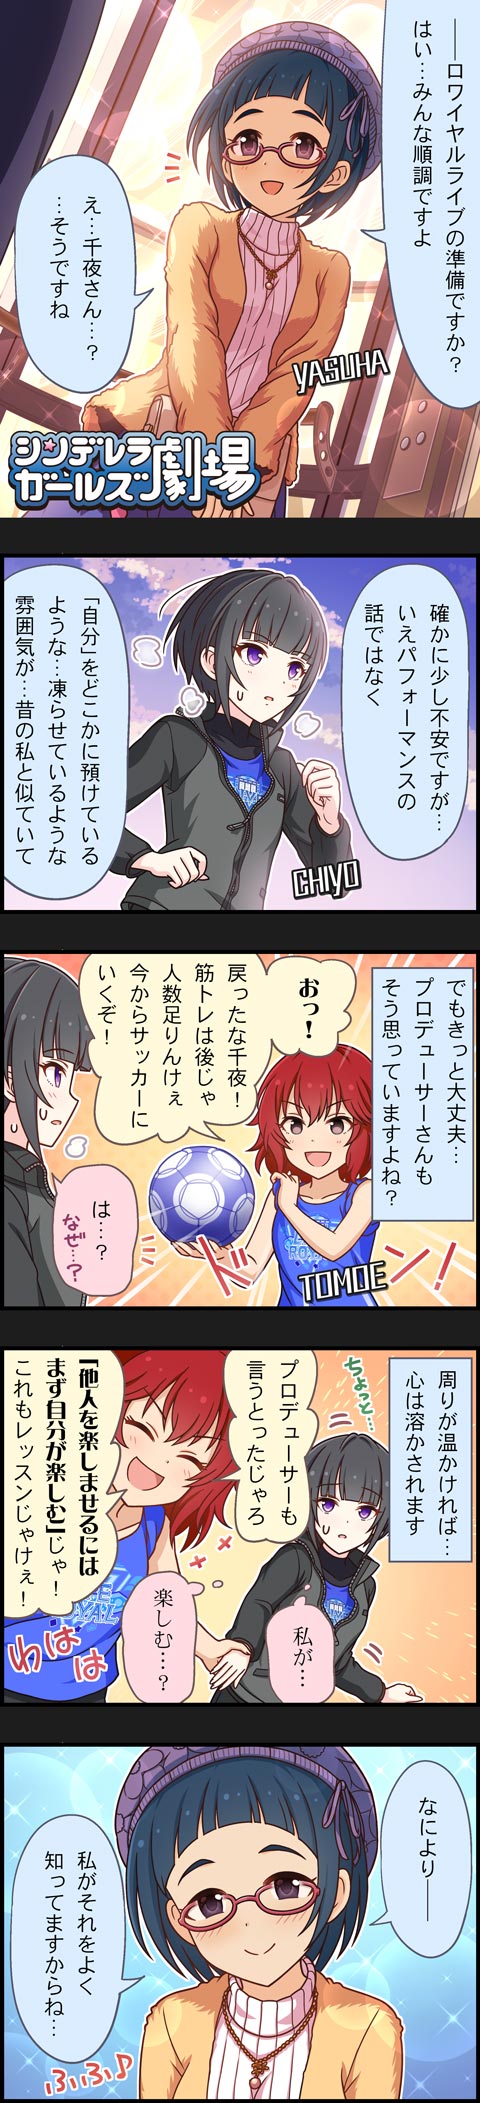 ――ロワイヤルライブの準備ですか？
はい…みんな順調ですよ
え…千夜さん…？
…そうですね
YASUHA
シンデレラ
ガールズ劇場
確かに少し不安ですが…
いえパフォーマンスの
話ではなく
「自分」をどこかに預けている
ような…凍らせているような
雰囲気が…昔の私と似ていて
CHIYO
でもきっと大丈夫…
プロデューサーさんも
そう思っていますよね？
おっ！
戻ったな千夜！
筋トレは後じゃ
人数足りんけぇ
今からサッカーに
いくぞ！
は…？
なぜ…？
ドン！
TOMOE
周りが温かければ…
心は溶かされます
ちょっと…
プロデューサーも
言うとったじゃろ
『他人を楽しませるには
まず自分が楽しむ』じゃ！
これもレッスンじゃけぇ！
私が…
楽しむ…？
わはは
なにより――
私がそれをよく
知ってますからね…
ふふ♪